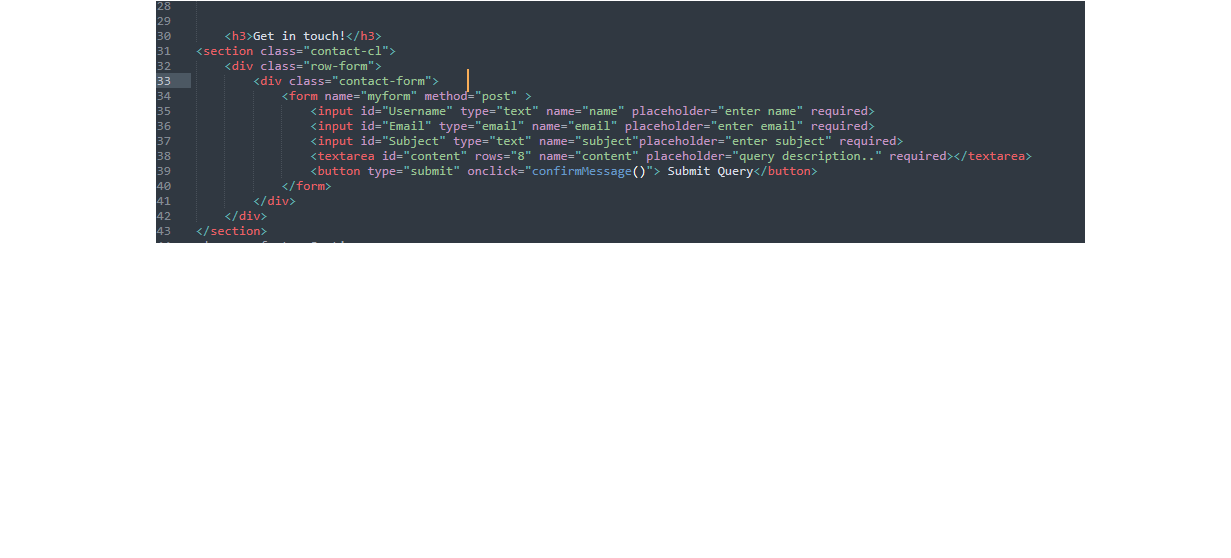 28
29
30 <h3>Get in touch!</h3>
31 <section class="contact-cl">
32 <div class="row-form">
33 <div class="contact-form">
34 <form name="myform" method="post" >
35 <input id="Username" type="text" name="name" placeholder="enter name" required>
36 <input id="Email" type="email" name="email" placeholder="enter email" required>
37 <input id="Subject" type="text" name="subject"placeholder="enter subject" required>
38 <textarea id="content" rows="8" name="content" placeholder="query description.." required></textarea>
39 <button type="submit" onclick="confirmMessage()"> Submit Query</button>
40 </form>
41 </div>
42 </div>
43 </section>